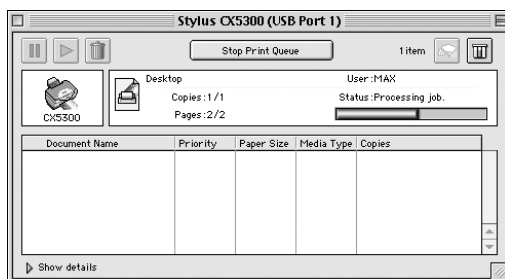 Stylus CX5300 (USB Port 1)
Stop Print Queue
1 item
CX5300
Desktop
User :MAX
Copies :1 /1
Status :Processing job.
Pages :2/2
Document Name Priority Paper Size Media Type Copies
Show details